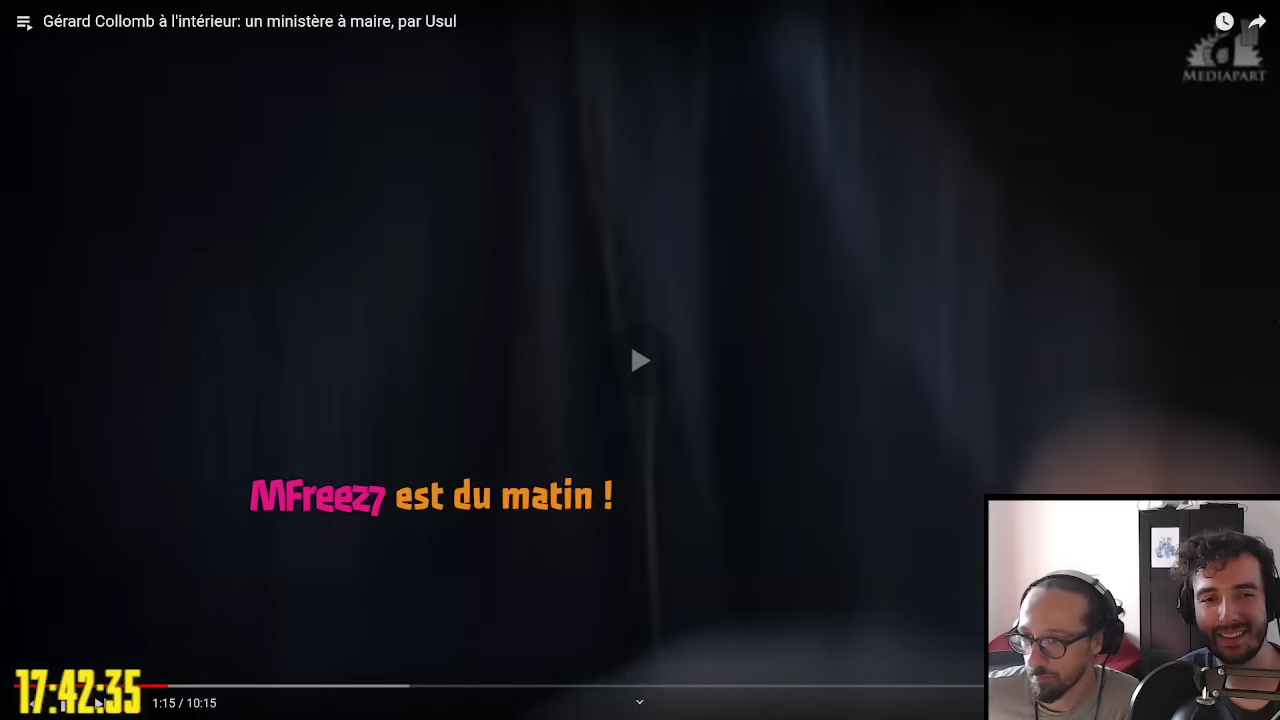 Gérard Collomb à l'intérieur: un ministère à maire, par Usul
MEDIAPART
MFreez7 est du matin !
17:42:35
1:15 / 10:15